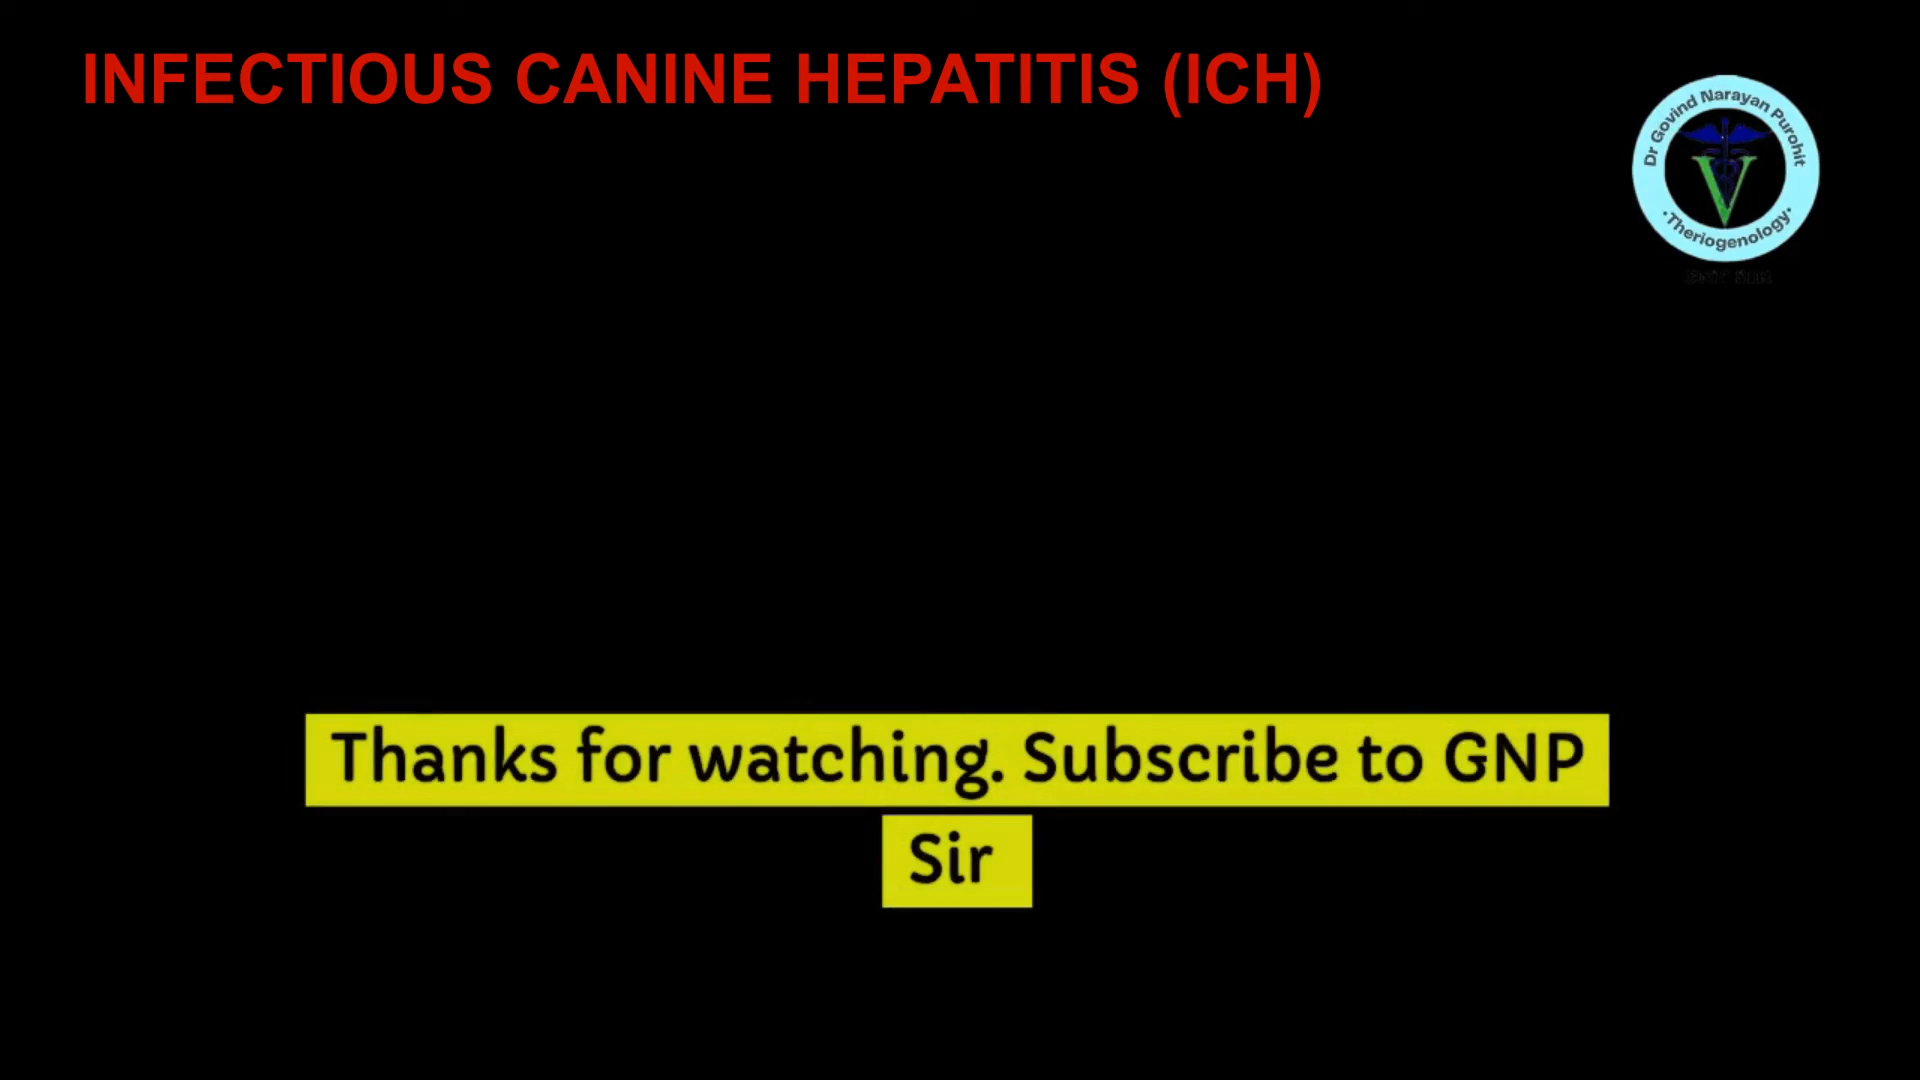 INFECTIOUS CANINE HEPATITIS (ICH)
Dr Govind Narayan Purohit
V
•Theriogenology•
Thanks for watching. Subscribe to GNP
Sir